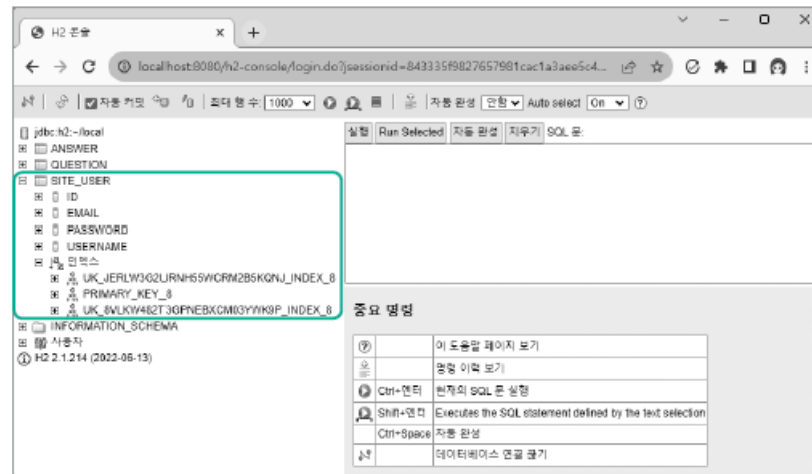 H2 콘솔
localhost:8080/h2-console/login.do?jsessionid=843335f9827657981cac1a3aee5c4...
자동 커밋 최대 행 수: 1000 자동 완성 안함 Auto select On
jdbc:h2:~/local
ANSWER
QUESTION
SITE_USER
ID
EMAIL
PASSWORD
USERNAME
인덱스
PRIMARY_KEY_8
INFORMATION_SCHEMA
사용자
H2 2.1.214 (2022-06-13)
실행 Run Selected 자동 완성 지우기 SQL 문:
중요 명령
이 도움말 페이지 보기
명령 이력 보기
Ctrl+엔터 현재의 SQL 문 실행
Shift+엔터 Executes the SQL statement defined by the text selection
Ctrl+Space 자동 완성
데이터베이스 연결 끊기